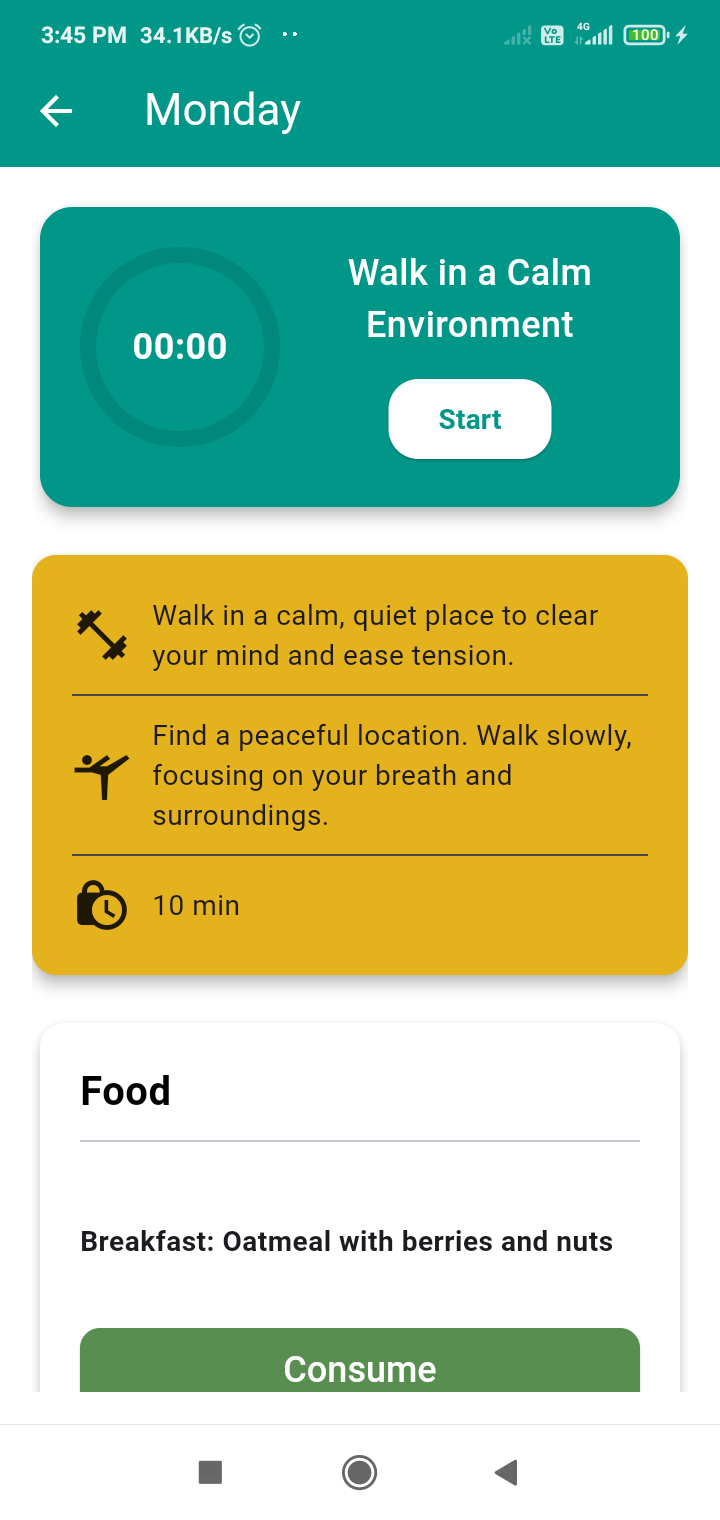 3:45 PM 34.1KB/s
Vo LTE 4G 100
Monday
00:00
Walk in a Calm
Environment
Start
Walk in a calm, quiet place to clear
your mind and ease tension.
Find a peaceful location. Walk slowly,
focusing on your breath and
surroundings.
10 min
Food
Breakfast: Oatmeal with berries and nuts
Consume